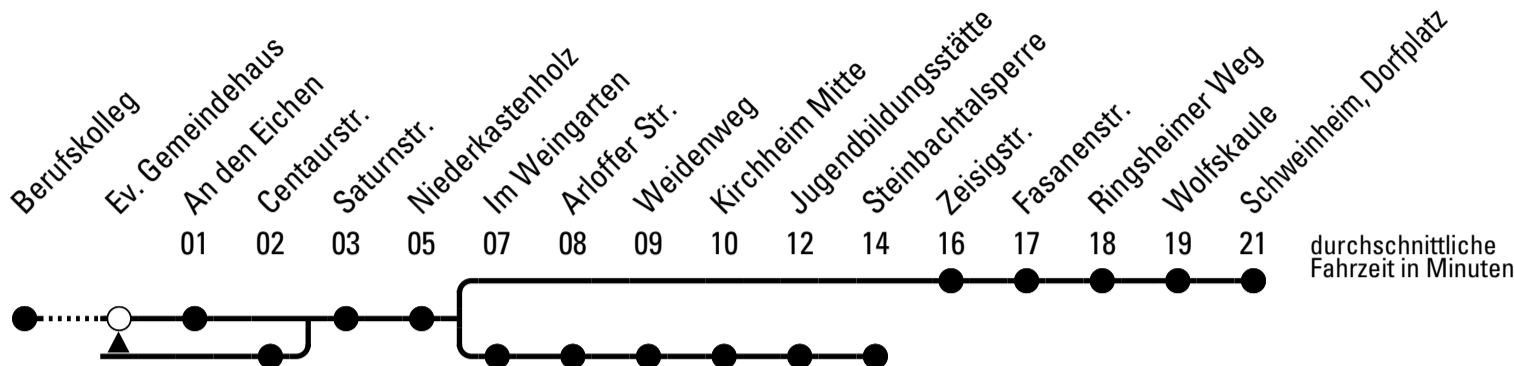 Berufskolleg
Ev. Gemeindehaus
An den Eichen
Centaurstr.
Saturnstr.
Niederkastenholz
Im Weingarten
Arloffer Str.
Weidenweg
Kirchheim Mitte
Jugendbildungsstätte
Steinbachtalsperre
Zeisigstr.
Fasanenstr.
Ringsheimer Weg
Wolfskaule
Schweinheim, Dorfplatz
01 02 03 05 07 08 09 10 12 14 16 17 18 19 21
durchschnittliche
Fahrzeit in Minuten